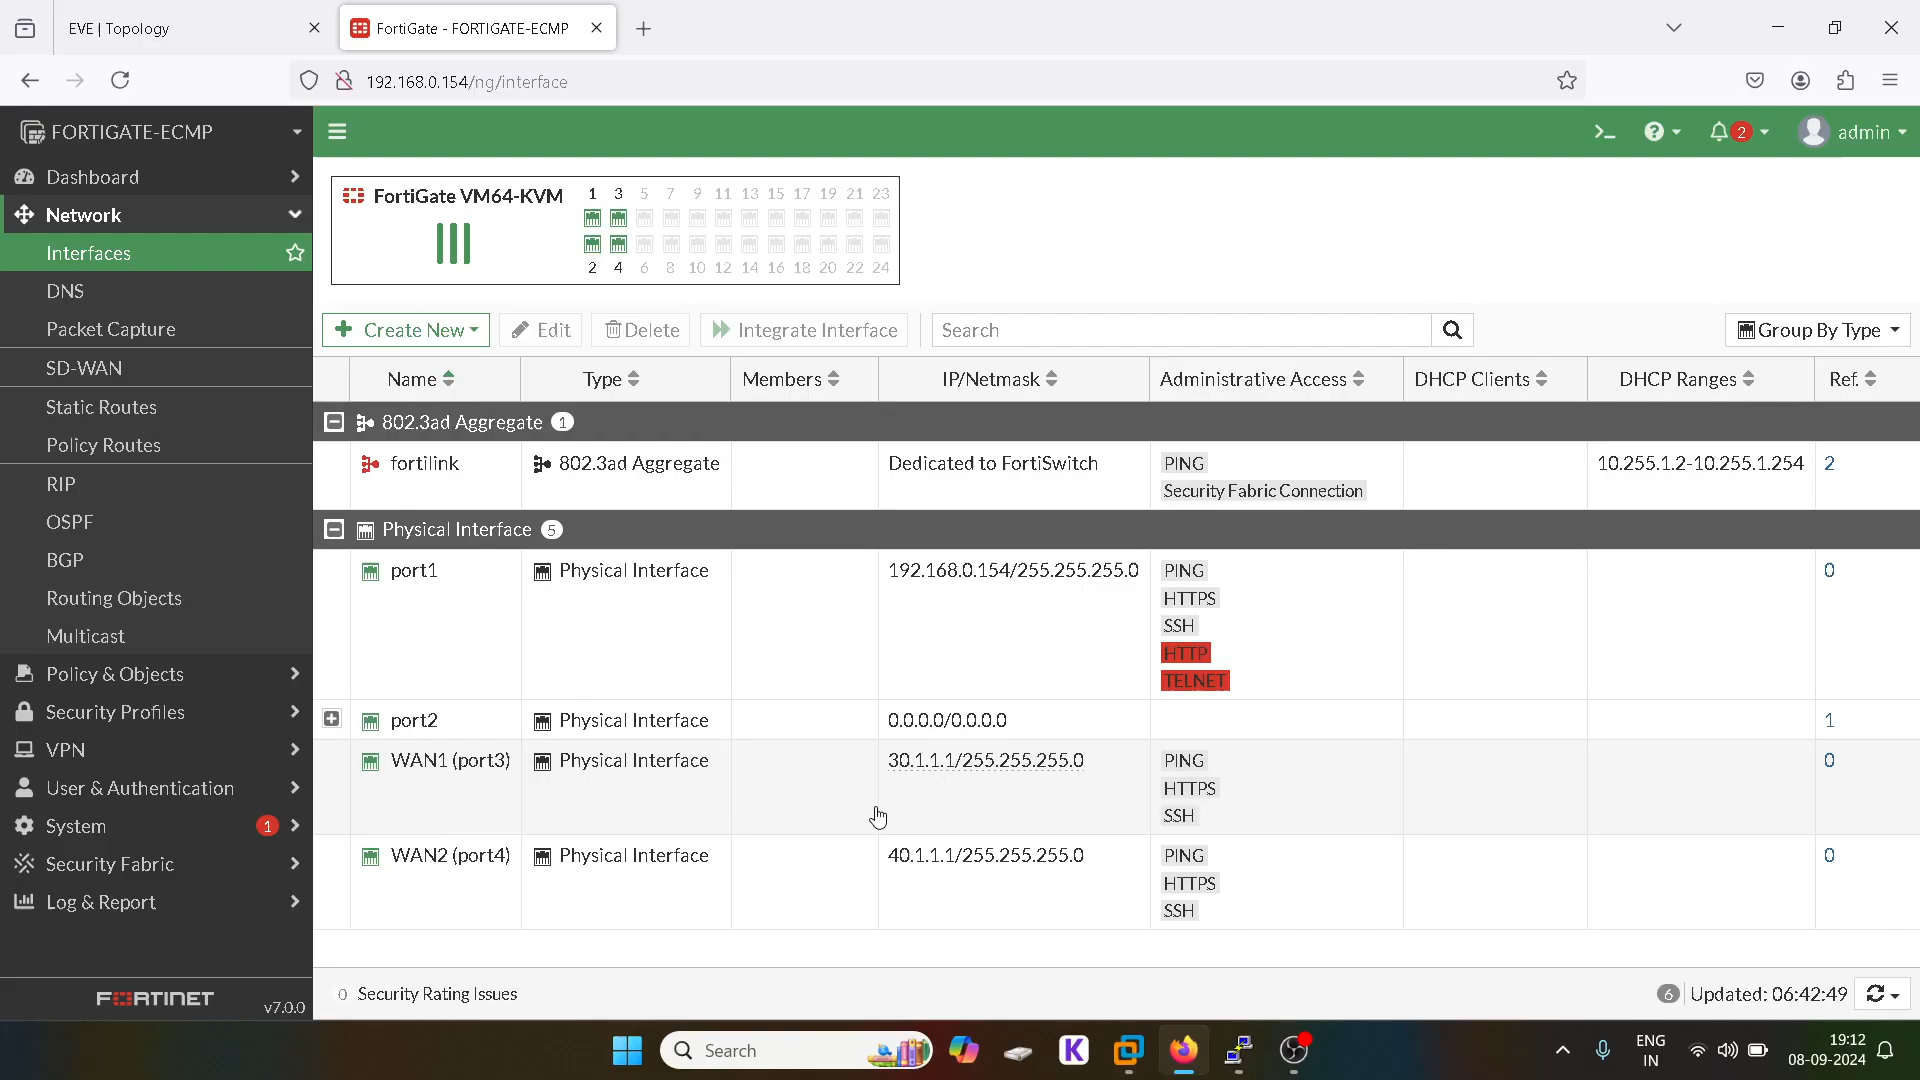 EVE | Topology
FortiGate - FORTIGATE-ECMP
192.168.0.154/ng/interface
FORTIGATE-ECMP
2
admin
Dashboard
Network
Interfaces
DNS
Packet Capture
SD-WAN
Static Routes
Policy Routes
RIP
OSPF
BGP
Routing Objects
Multicast
Policy & Objects
Security Profiles
VPN
User & Authentication
System 1
Security Fabric
Log & Report
FORTINET v7.0.0
FortiGate VM64-KVM
1 3 5 7 9 11 13 15 17 19 21 23
2 4 6 8 10 12 14 16 18 20 22 24
Create New Edit Delete Integrate Interface Search Group By Type
Name Type Members IP/Netmask Administrative Access DHCP Clients DHCP Ranges Ref.
802.3ad Aggregate 1
fortilink 802.3ad Aggregate Dedicated to FortiSwitch PING 10.255.1.2-10.255.1.254 2
Security Fabric Connection
Physical Interface 5
port1 Physical Interface 192.168.0.154/255.255.255.0 PING 0
HTTPS
SSH
HTTP
TELNET
port2 Physical Interface 0.0.0.0/0.0.0.0 1
WAN1 (port3) Physical Interface 30.1.1.1/255.255.255.0 PING 0
HTTPS
SSH
WAN2 (port4) Physical Interface 40.1.1.1/255.255.255.0 PING 0
HTTPS
SSH
0 Security Rating Issues
6 Updated: 06:42:49
Search
K
ENG
IN
19:12
08-09-2024